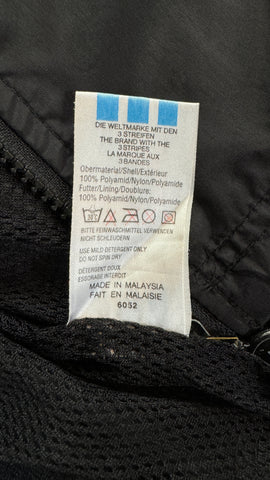 DIE WELTMARKE MIT DEN
3 STREIFEN
THE BRAND WITH THE
3 STRIPES
LA MARQUE AUX
3 BANDES
Obermaterial/Shell/Extérieur
100% Polyamid/Nylon/Polyamide
Futter/Lining/Doublure:
100% Polyamid/Nylon/Polyamide
BITTE FEINWASCHMITTEL VERWENDEN
NICHT SCHLEUDERN
USE MILD DETERGENT ONLY
DO NOT SPIN DRY
DETERGENT DOUX
ESSORAGE INTERDIT
MADE IN MALAYSIA
FAIT EN MALAISIE
6052